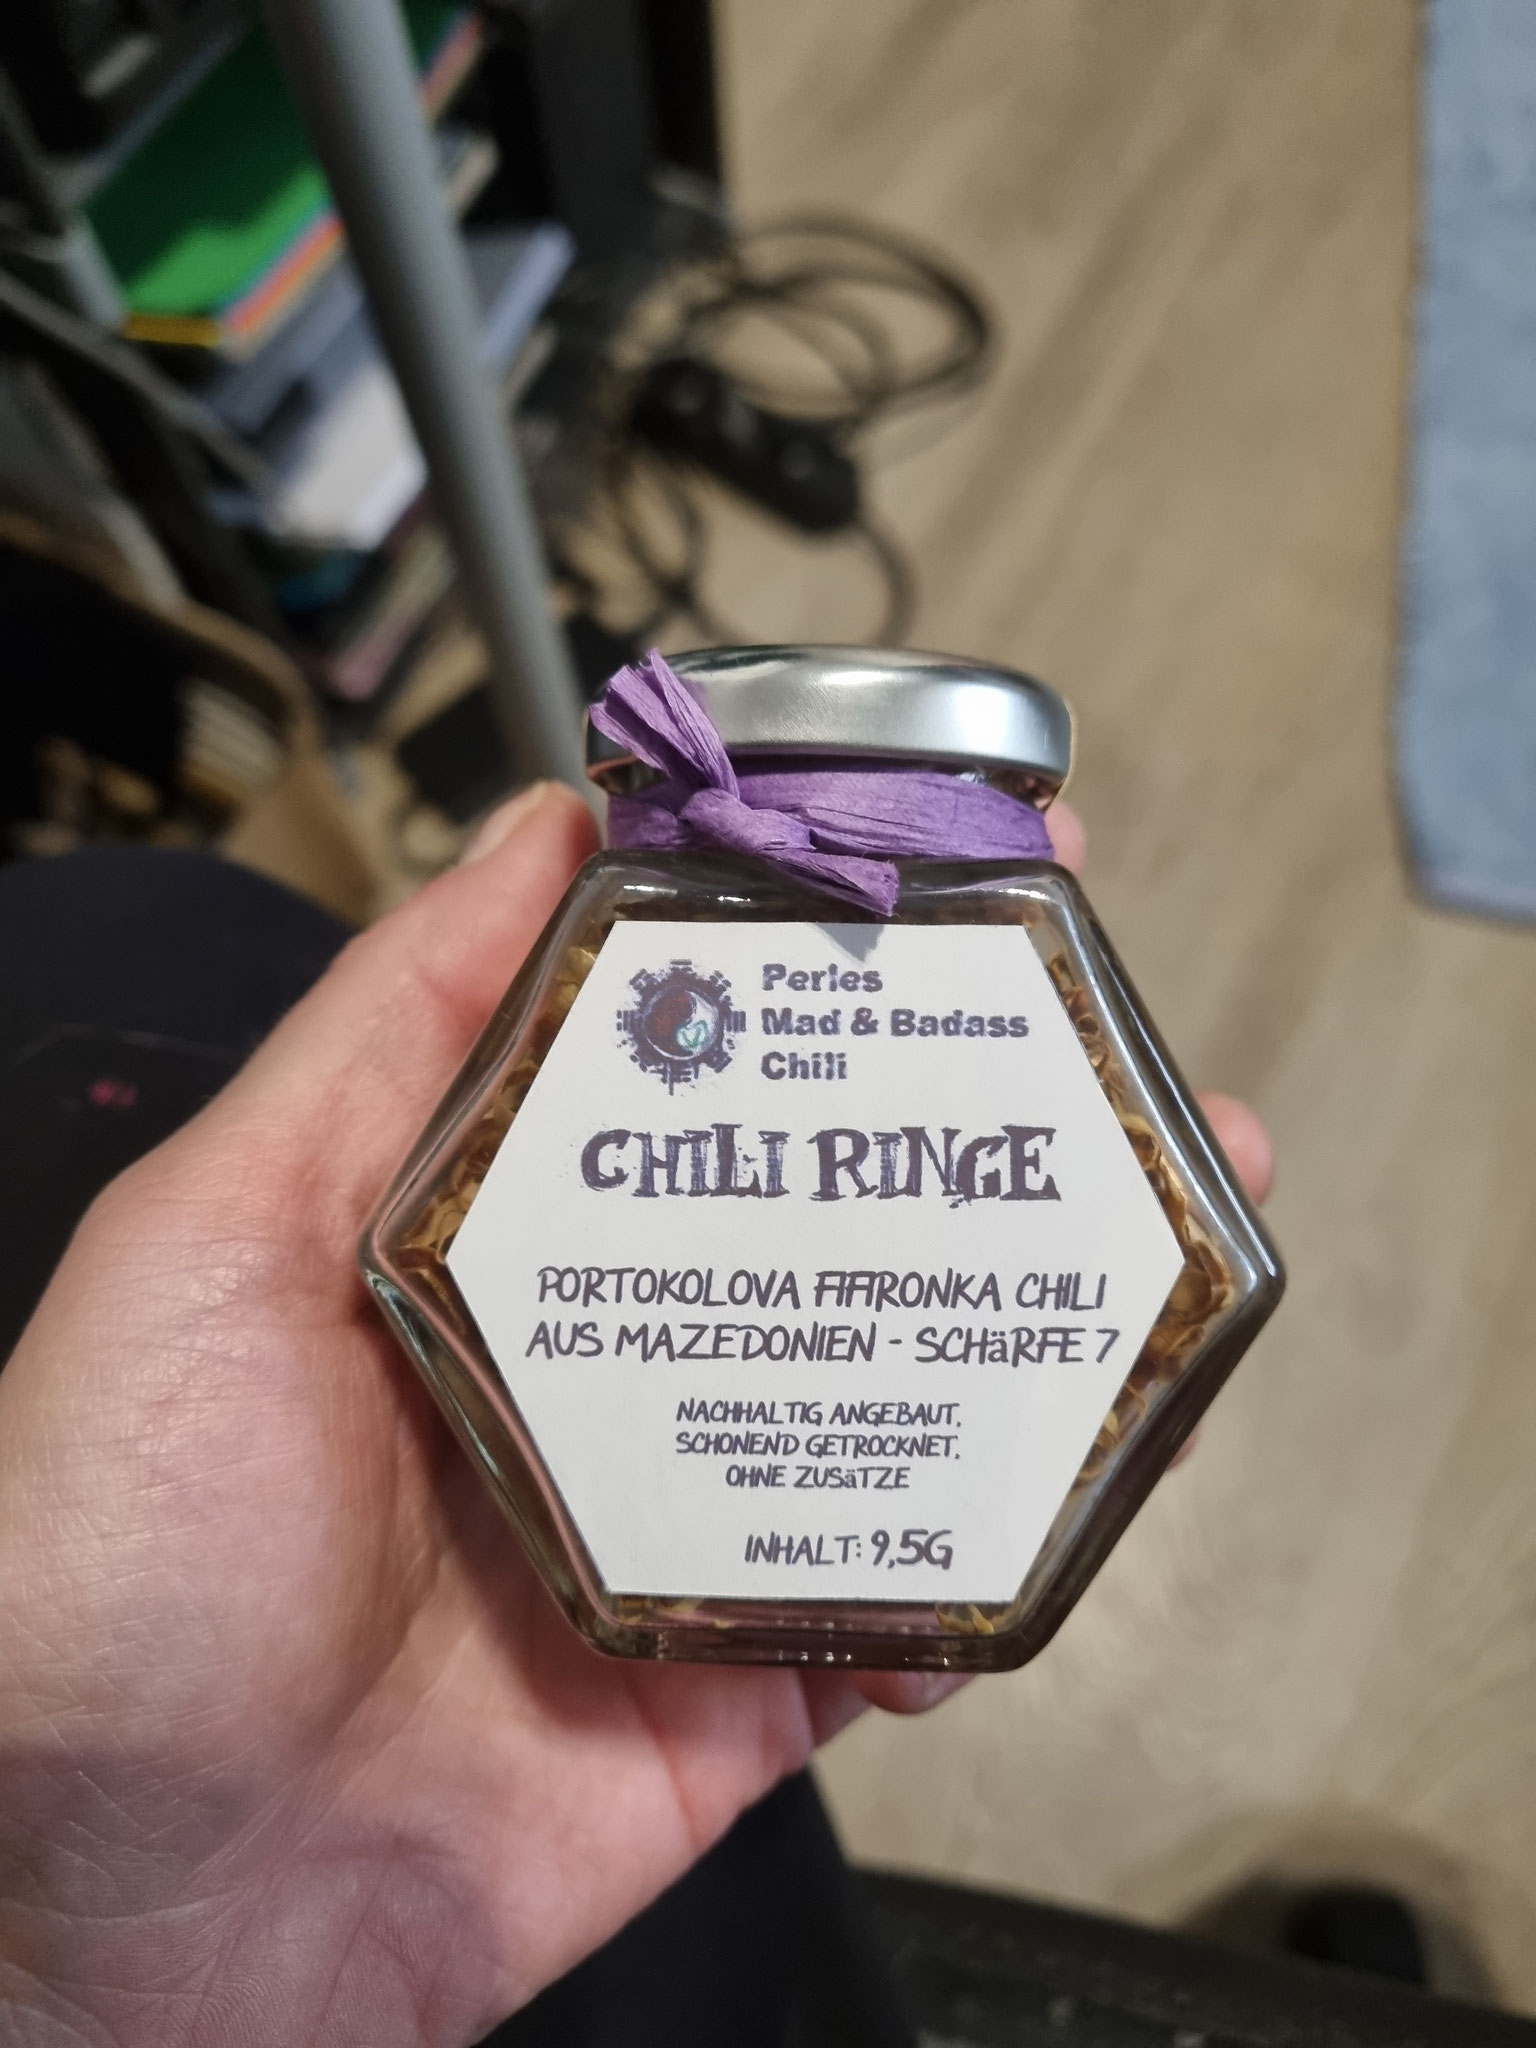 Perles
Mad & Badass
Chili
CHILI RINGE
PORTOKOLOVA FIFIRONKA CHILI
AUS MAZEDONIEN - SCHäRFE 7
NACHHALTIG ANGEBAUT,
SCHONEND GETROCKNET,
OHNE ZUSäTZE
INHALT: 9,5G